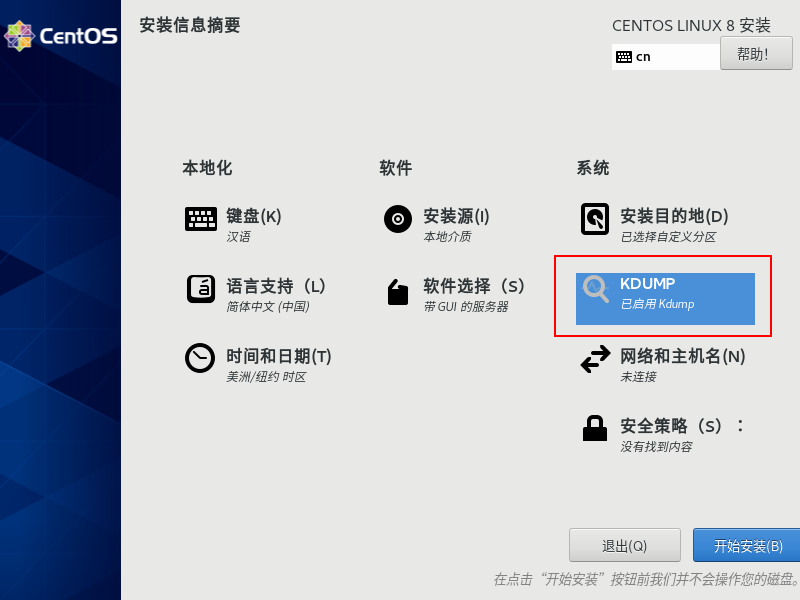 CentOS
安装信息摘要
CENTOS LINUX 8 安装
cn
帮助！
本地化
键盘(K)
汉语
语言支持（L）
简体中文 (中国)
时间和日期(T)
美洲/纽约 时区
软件
安装源(I)
本地介质
软件选择（S）
带 GUI 的服务器
系统
安装目的地(D)
已选择自定义分区
KDUMP
已启用 Kdump
网络和主机名(N)
未连接
安全策略（S）：
没有找到内容
退出(Q)
开始安装(B)
在点击“开始安装”按钮前我们并不会操作您的磁盘。